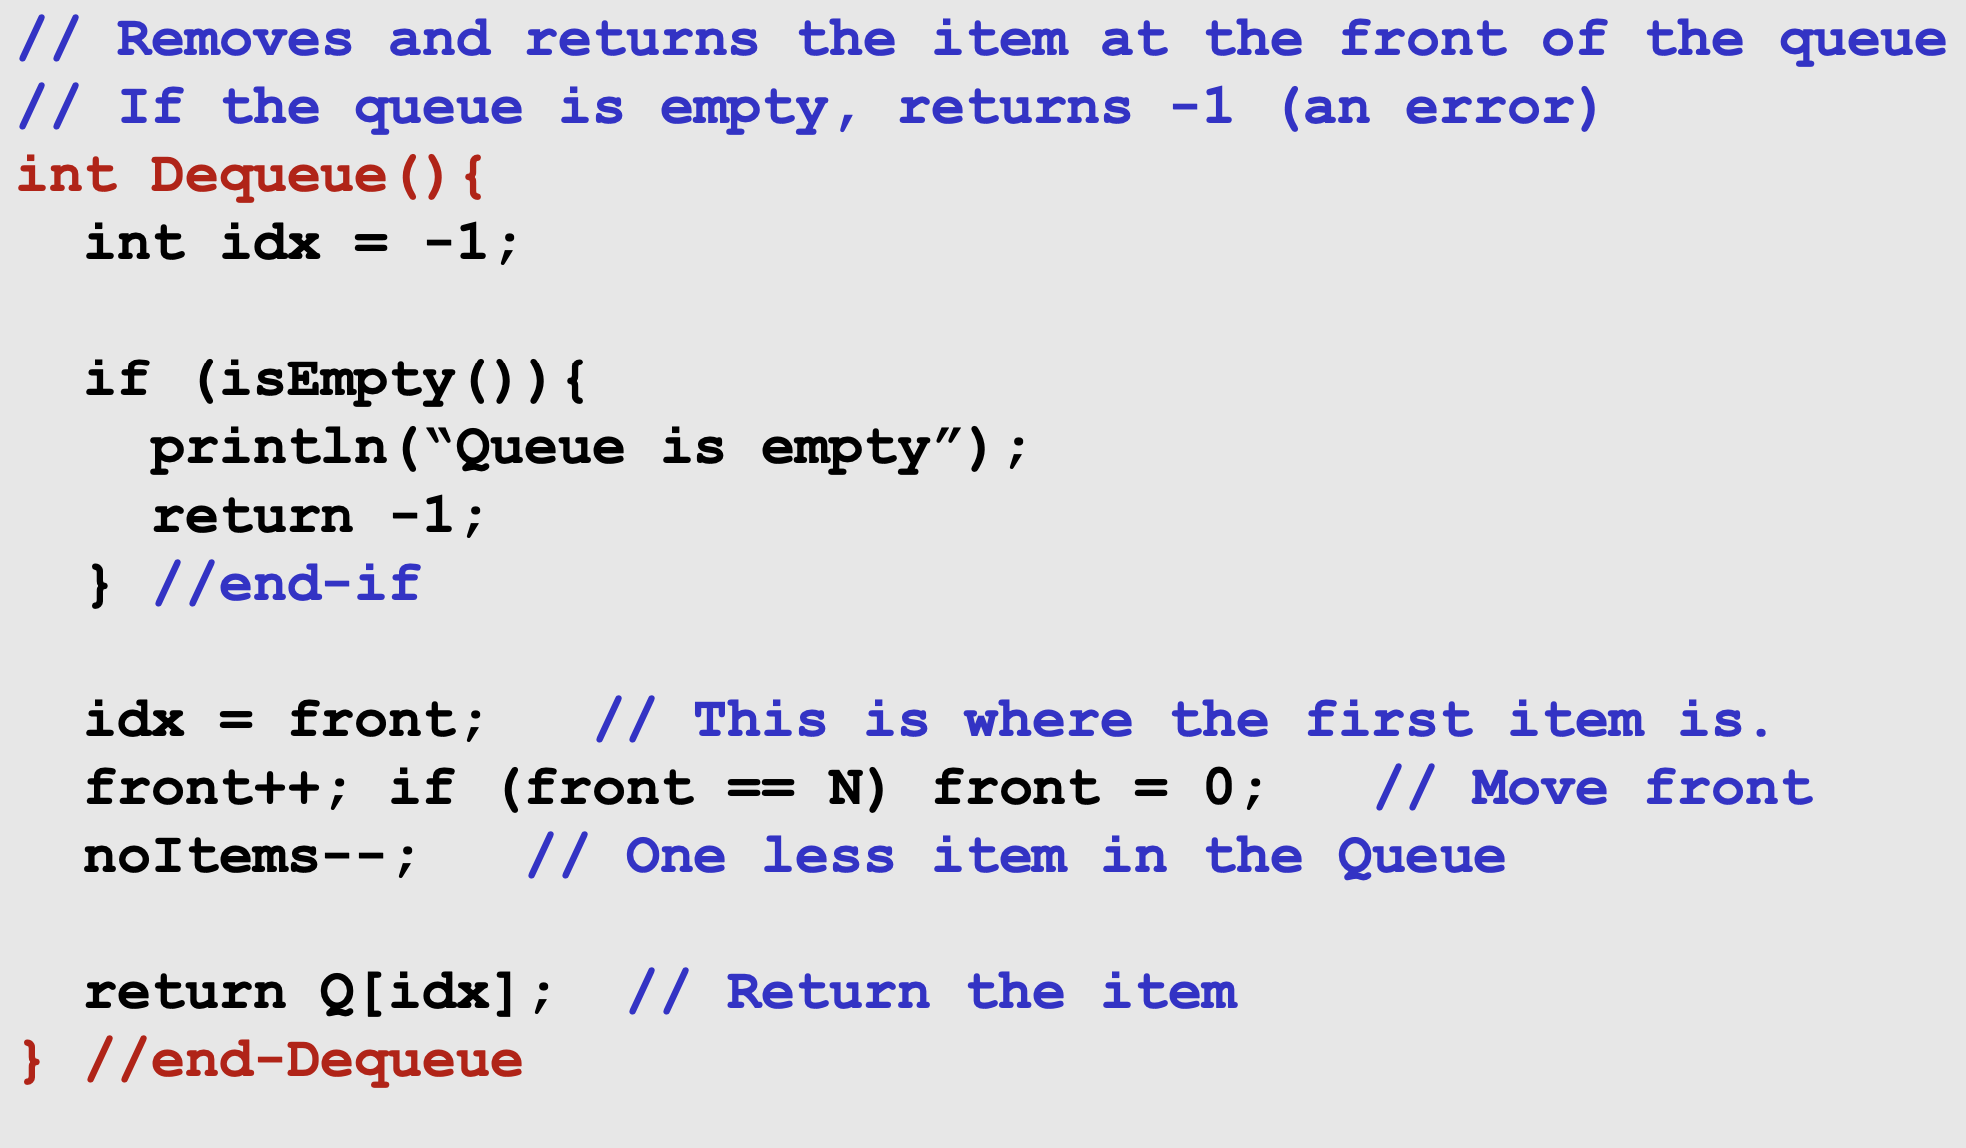 // Removes and returns the item at the front of the queue
// If the queue is empty, returns -1 (an error)
int Dequeue(){
  int idx = -1;

  if (isEmpty()){
    println(“Queue is empty”);
    return -1;
  } //end-if

  idx = front;   // This is where the first item is.
  front++; if (front == N) front = 0;   // Move front
  noItems--;   // One less item in the Queue

  return Q[idx];  // Return the item
} //end-Dequeue